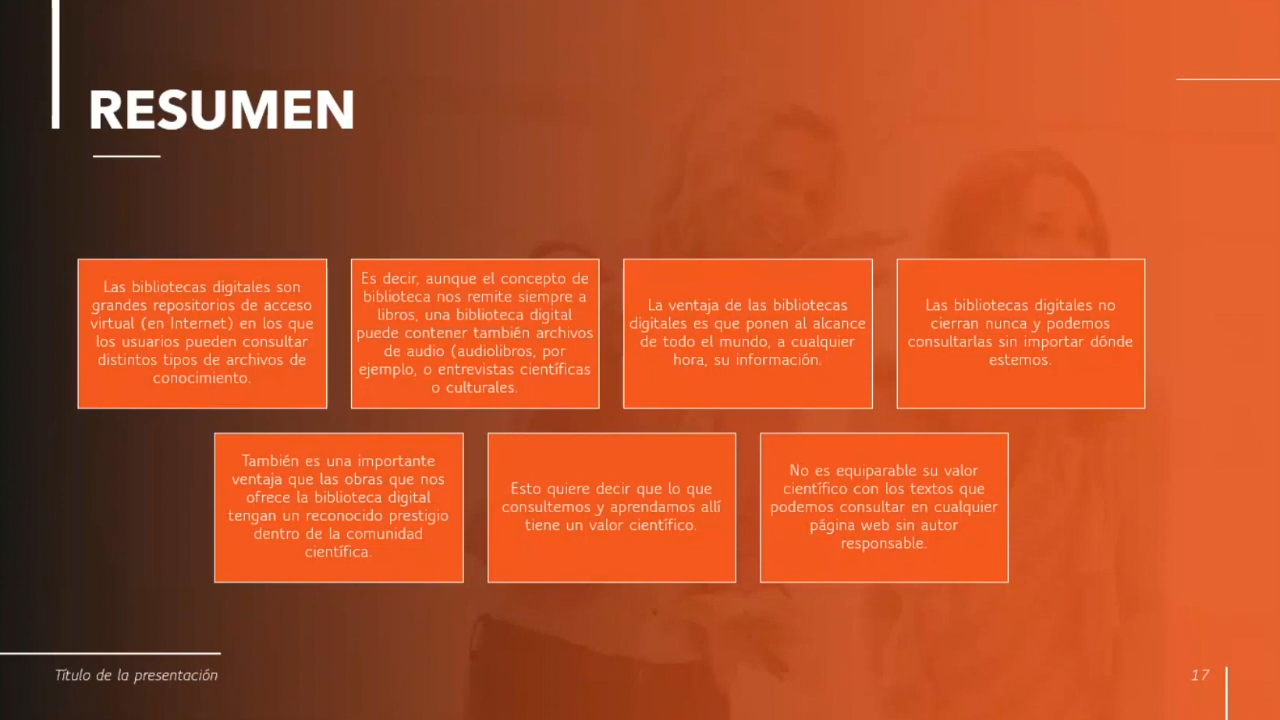 RESUMEN
Las bibliotecas digitales son
grandes repositorios de acceso
virtual (en Internet) en los que
los usuarios pueden consultar
distintos tipos de archivos de
conocimiento.
Es decir, aunque el concepto de
biblioteca nos remite siempre a
libros, una biblioteca digital
puede contener también archivos
de audio (audiolibros, por
ejemplo, o entrevistas científicas
o culturales.
La ventaja de las bibliotecas
digitales es que ponen al alcance
de todo el mundo, a cualquier
hora, su información.
Las bibliotecas digitales no
cierran nunca y podemos
consultarlas sin importar dónde
estemos.
También es una importante
ventaja que las obras que nos
ofrece la biblioteca digital
tengan un reconocido prestigio
dentro de la comunidad
científica.
Esto quiere decir que lo que
consultemos y aprendamos allí
tiene un valor científico.
No es equiparable su valor
científico con los textos que
podemos consultar en cualquier
página web sin autor
responsable.
Título de la presentación
17